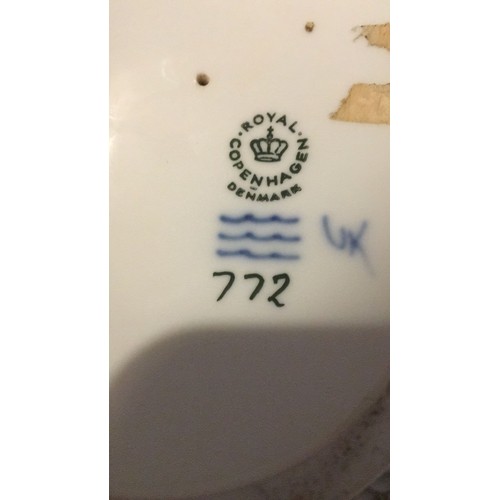 ROYAL
COPENHAGEN
DENMARK
UX
772